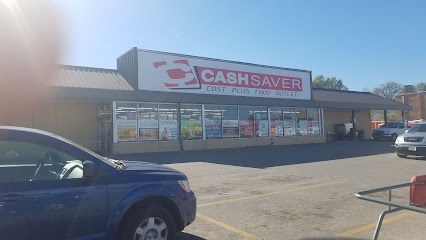 CASH SAVER
COST PLUS FOOD OUTLET